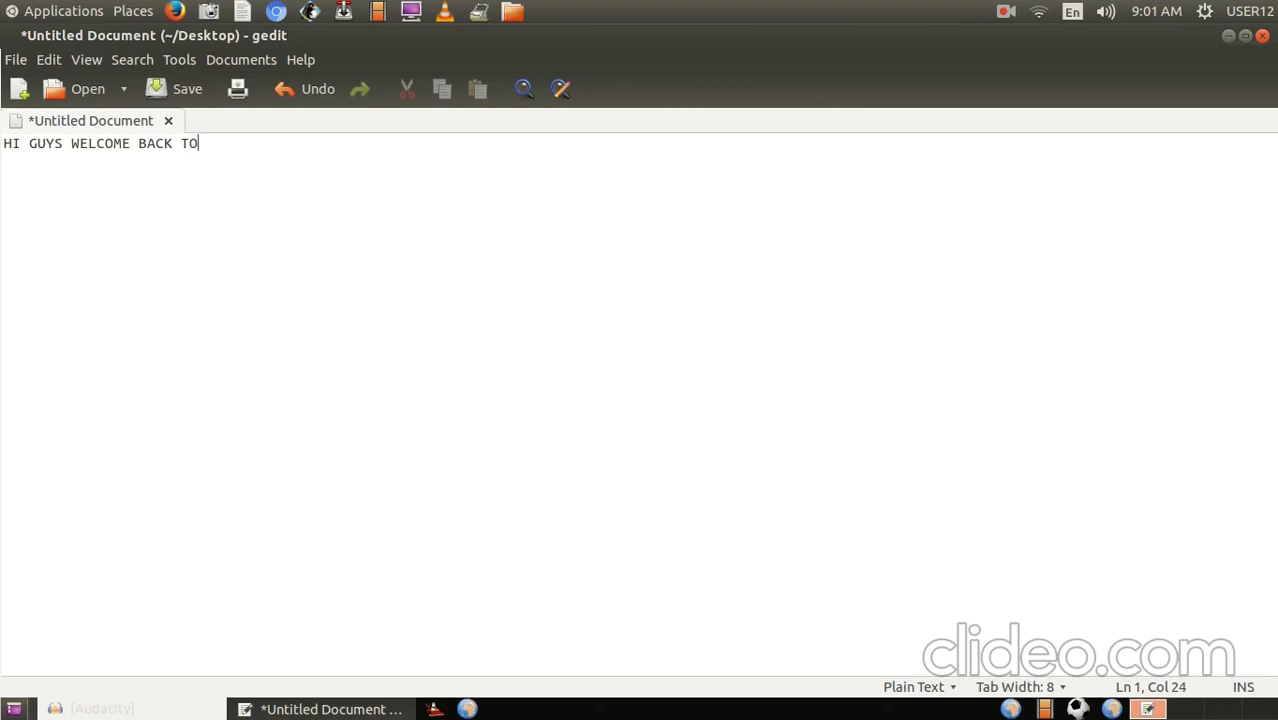 Applications Places En 9:01 AM USER12
*Untitled Document (~/Desktop) - gedit
File Edit View Search Tools Documents Help
Open Save Undo
*Untitled Document
HI GUYS WELCOME BACK TO
clideo.com
Plain Text Tab Width: 8 Ln 1, Col 24 INS
[Audacity] *Untitled Document ...